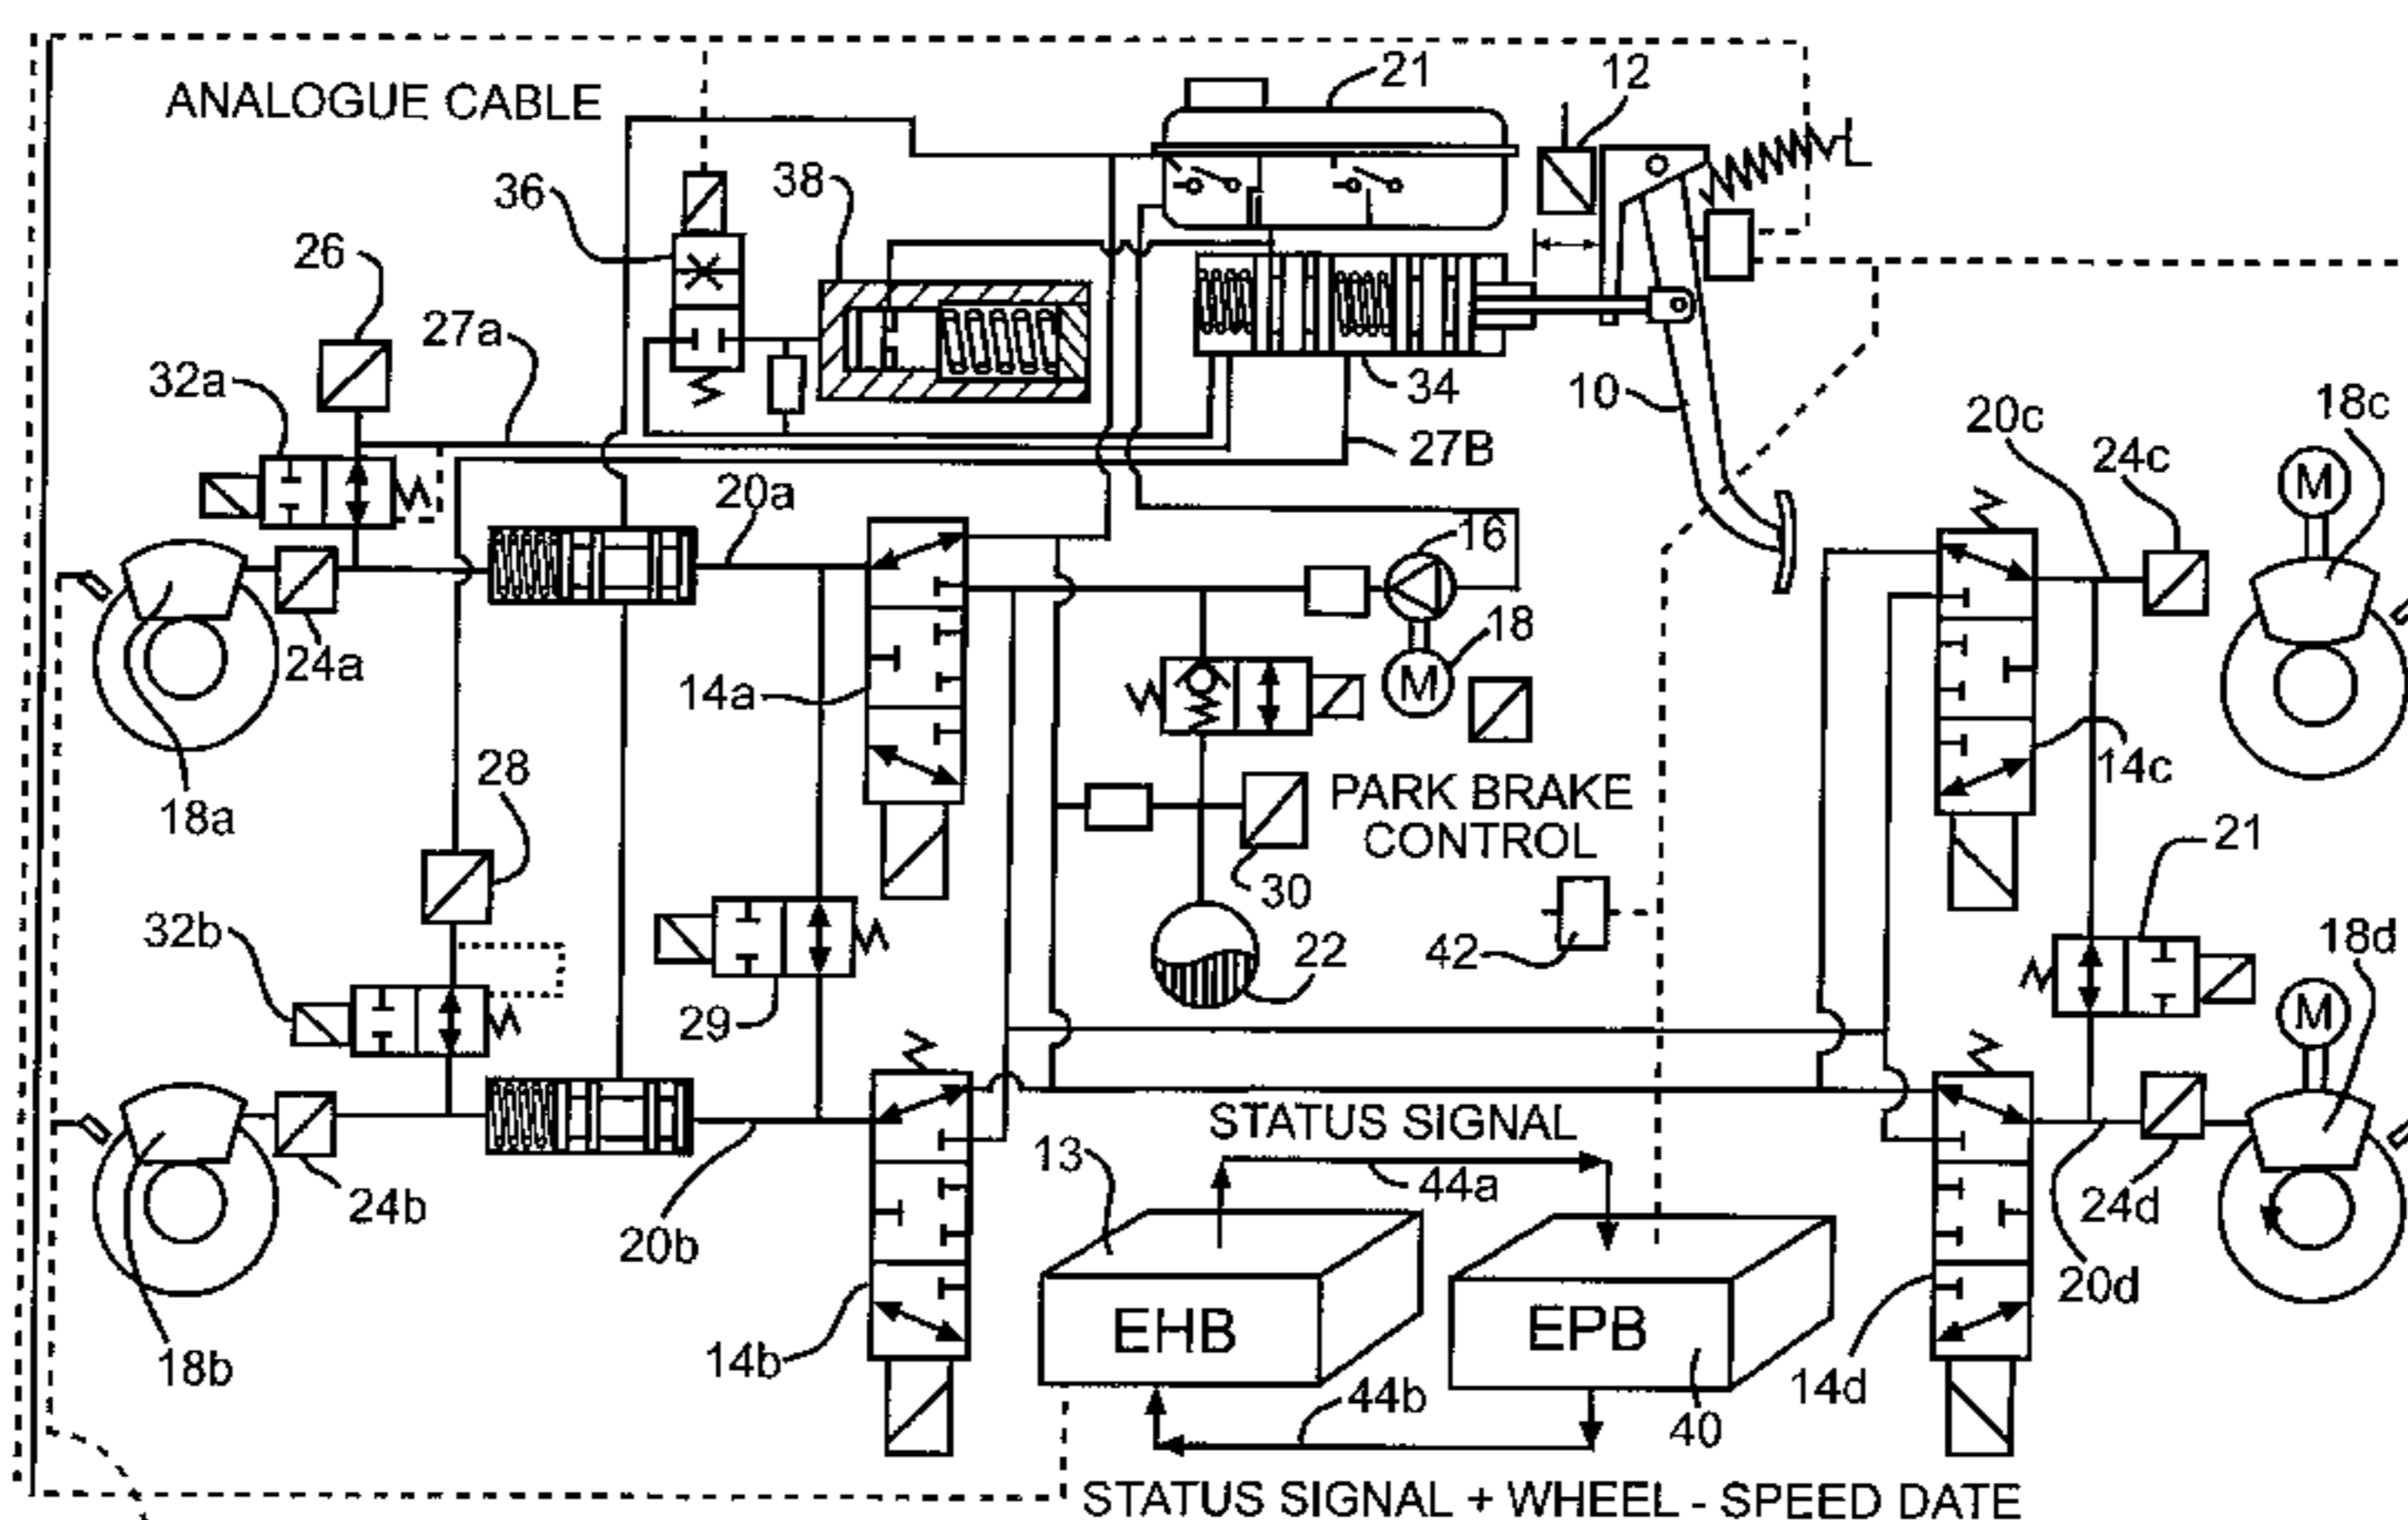 21
12
ANALOGUE CABLE
36
38
26
27a
32a
34
10
18c
20c
24c
27B
20a
16
M
24a
18
14a
M
18a
28
PARK BRAKE
CONTROL
14c
21
30
32b
29
22
42
18d
M
STATUS SIGNAL
13
44a
24b
20b
24d
20d
EHB
EPB
14b
14d
18b
44b
40
STATUS SIGNAL + WHEEL - SPEED DATE